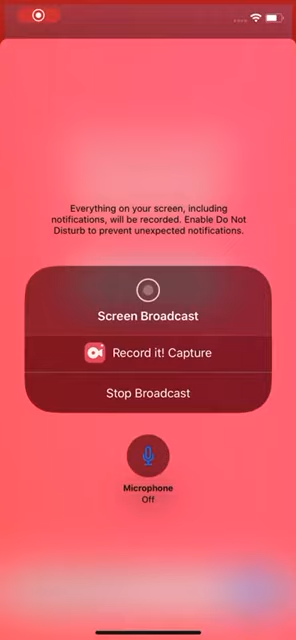 Everything on your screen, including
notifications, will be recorded. Enable Do Not
Disturb to prevent unexpected notifications.
Screen Broadcast
Record it! Capture
Stop Broadcast
Microphone
Off